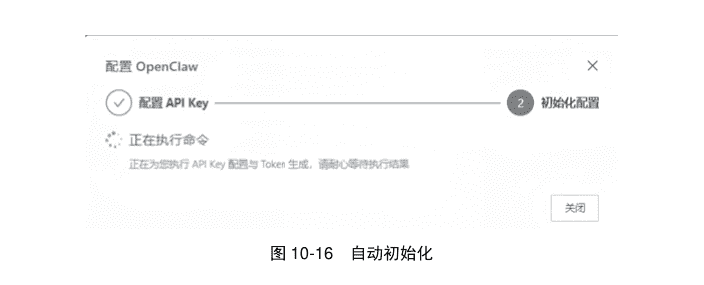 配置 OpenClaw
配置 API Key
2 初始化配置
正在执行命令
正在为您执行 API Key 配置与 Token 生成，请耐心等待执行结果
关闭
图 10-16 自动初始化